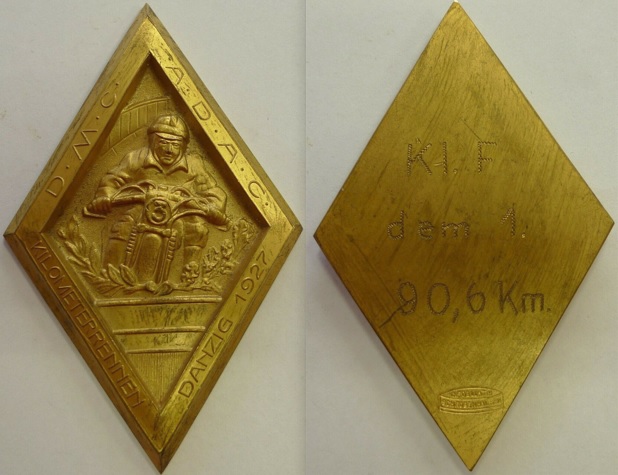 D·M·C·
A·D·A·C·
KILOMETERRENNEN
DANZIG 1927
Kl. F
dem 1.
90,6 Km.